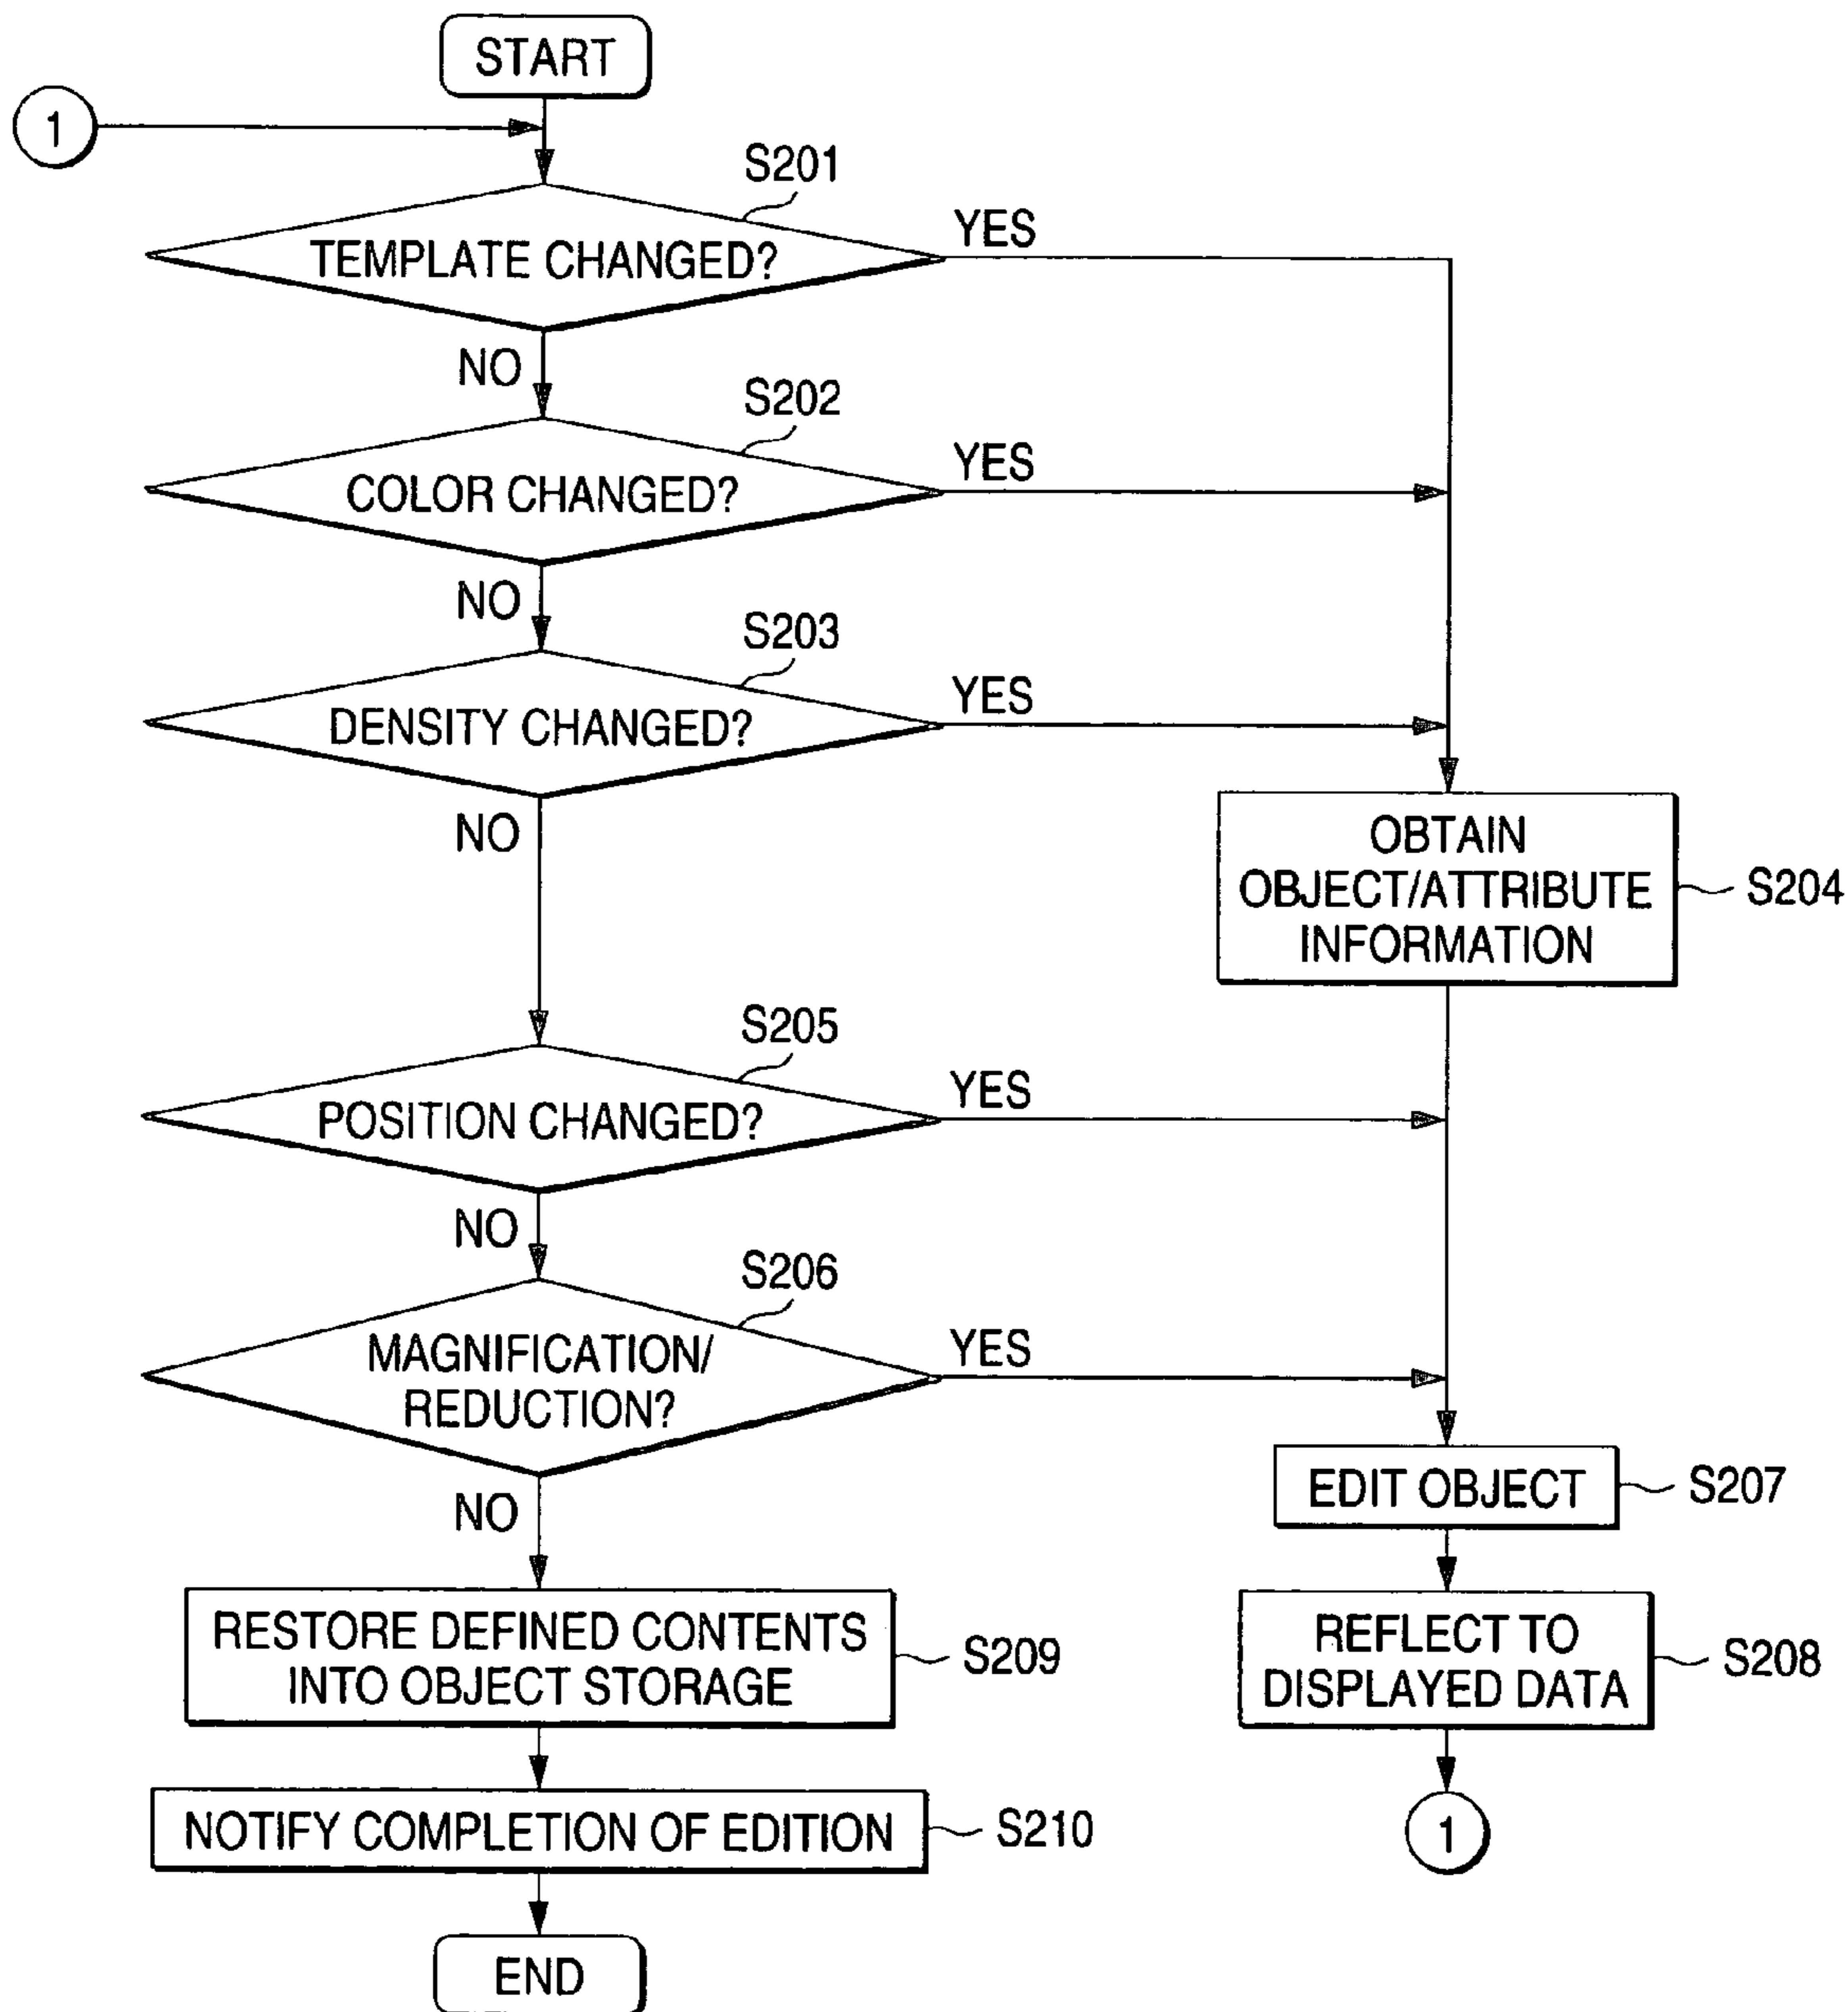 START
1
S201
TEMPLATE CHANGED?
YES
NO
S202
COLOR CHANGED?
YES
NO
S203
DENSITY CHANGED?
YES
NO
OBTAIN
OBJECT/ATTRIBUTE
INFORMATION
S204
S205
POSITION CHANGED?
YES
NO
S206
MAGNIFICATION/
REDUCTION?
YES
NO
EDIT OBJECT
S207
RESTORE DEFINED CONTENTS
INTO OBJECT STORAGE
S209
REFLECT TO
DISPLAYED DATA
S208
NOTIFY COMPLETION OF EDITION
S210
1
END